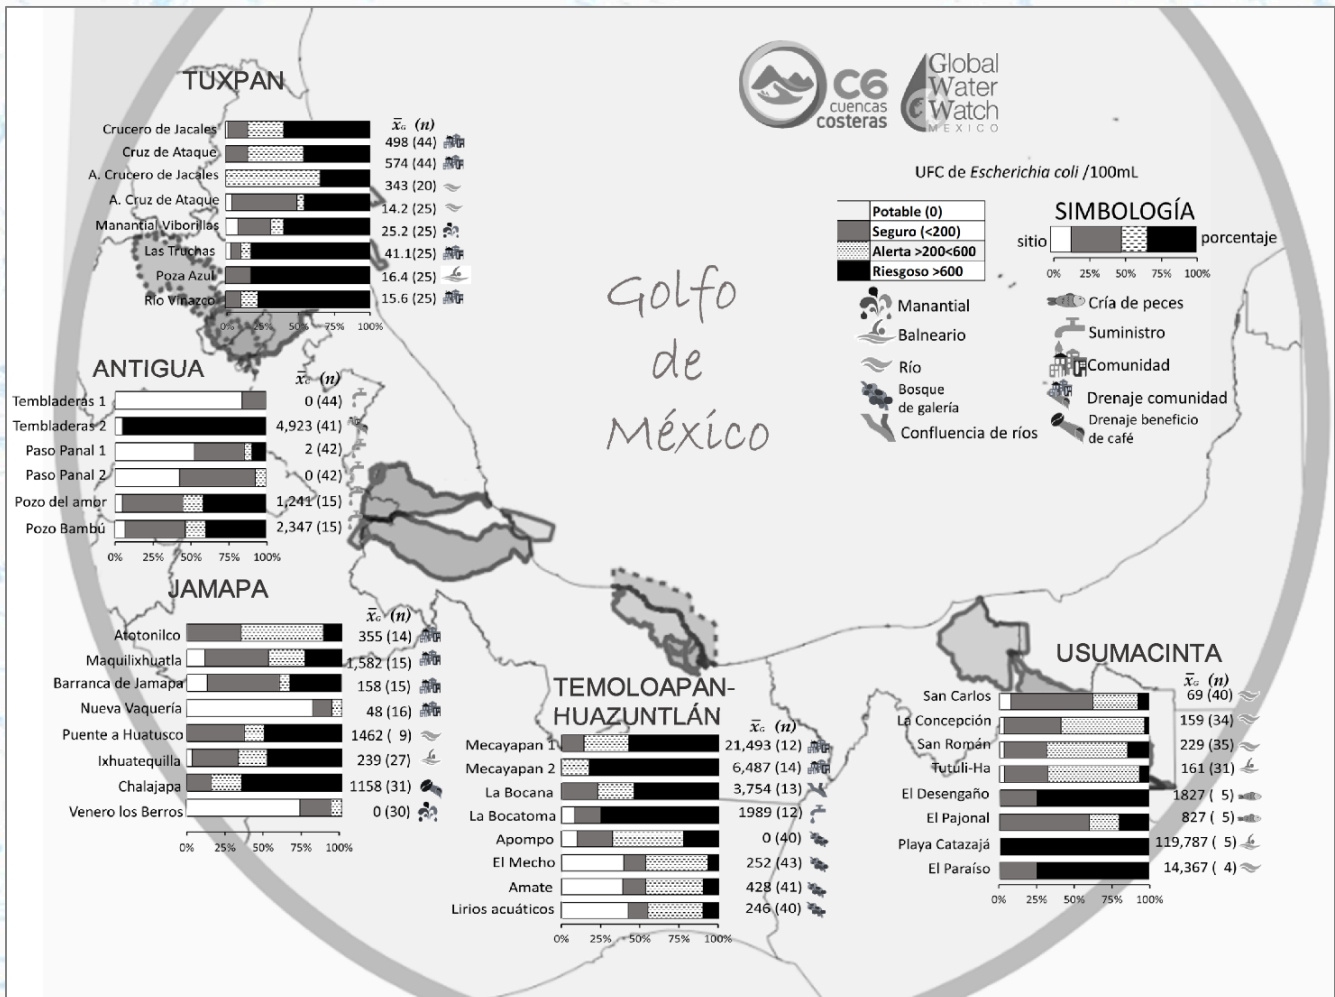 TUXPAN
x̄G (n)
Crucero de Jacales 498 (44)
Cruz de Ataque 574 (44)
A. Crucero de Jacales 343 (20)
A. Cruz de Ataque 14.2 (25)
Manantial Viborillas 25.2 (25)
Las Truchas 41.1(25)
Poza Azul 16.4 (25)
Río Vinazco 15.6 (25)
0% 25% 50% 75% 100%
C6
cuencas
costeras
Global
Water
Watch
MEXICO
UFC de Escherichia coli /100mL
Potable (0)
Seguro (<200)
Alerta >200<600
Riesgoso >600
SIMBOLOGÍA
sitio porcentaje
0% 25% 50% 75% 100%
Manantial
Balneario
Río
Bosque
de galería
Confluencia de ríos
Cría de peces
Suministro
Comunidad
Drenaje comunidad
Drenaje beneficio
de café
Golfo
de
México
ANTIGUA
x̄G (n)
Tembladeras 1 0 (44)
Tembladeras 2 4,923 (41)
Paso Panal 1 2 (42)
Paso Panal 2 0 (42)
Pozo del amor 1,241 (15)
Pozo Bambú 2,347 (15)
0% 25% 50% 75% 100%
JAMAPA
x̄G (n)
Atotonilco 355 (14)
Maquilixhuatla 1,582 (15)
Barranca de Jamapa 158 (15)
Nueva Vaquería 48 (16)
Puente a Huatusco 1462 ( 9)
Ixhuatequilla 239 (27)
Chalajapa 1158 (31)
Venero los Berros 0 (30)
0% 25% 50% 75% 100%
TEMOLOAPAN-
HUAZUNTLÁN
x̄G (n)
Mecayapan 1 21,493 (12)
Mecayapan 2 6,487 (14)
La Bocana 3,754 (13)
La Bocatoma 1989 (12)
Apompo 0 (40)
El Mecho 252 (43)
Amate 428 (41)
Lirios acuáticos 246 (40)
0% 25% 50% 75% 100%
USUMACINTA
x̄G (n)
San Carlos 69 (40)
La Concepción 159 (34)
San Román 229 (35)
Tutuli-Ha 161 (31)
El Desengaño 1827 ( 5)
El Pajonal 827 ( 5)
Playa Catazajá 119,787 ( 5)
El Paraíso 14,367 ( 4)
0% 25% 50% 75% 100%